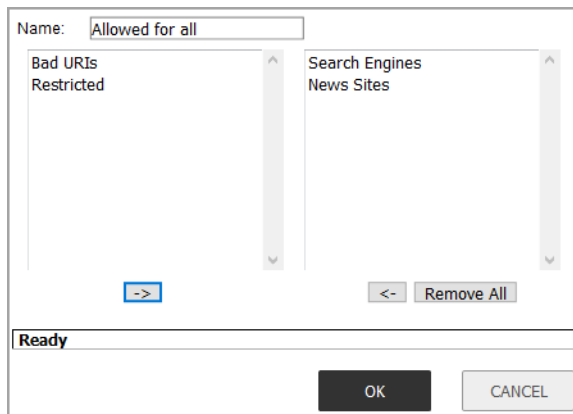 Name: Allowed for all
Bad URIs
Restricted
Search Engines
News Sites
->
<- Remove All
Ready
OK CANCEL